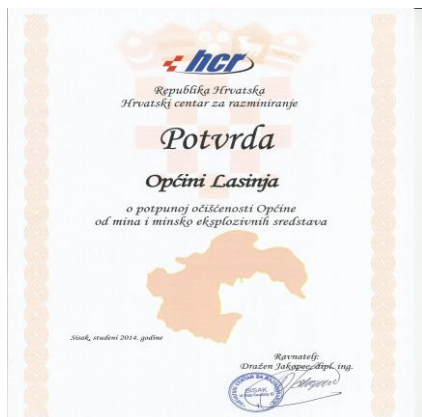 hcr
Republika Hrvatska
Hrvatski centar za razminiranje
Potvrda
Općini Lasinja
o potpunoj očišćenosti Općine
od mina i minsko eksplozivnih sredstava
Sisak, studeni 2014. godine
Ravnatelj:
Dražen Jakopec, dipl. ing.
SISAK